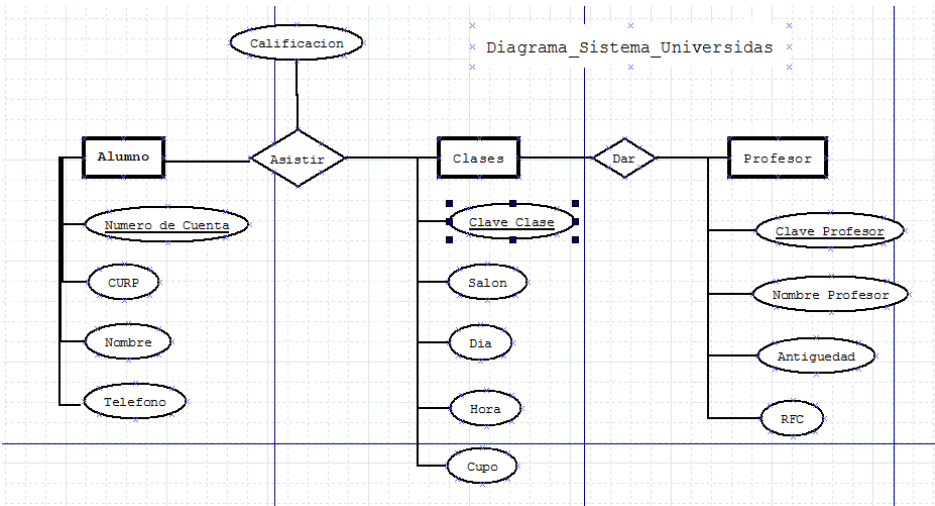 Calificacion
Diagrama_Sistema_Universidas
Alumno
Asistir
Clases
Dar
Profesor
Numero de Cuenta
Clave Clase
Clave Profesor
CURP
Salon
Nombre Profesor
Nombre
Dia
Antiguedad
Telefono
Hora
RFC
Cupo